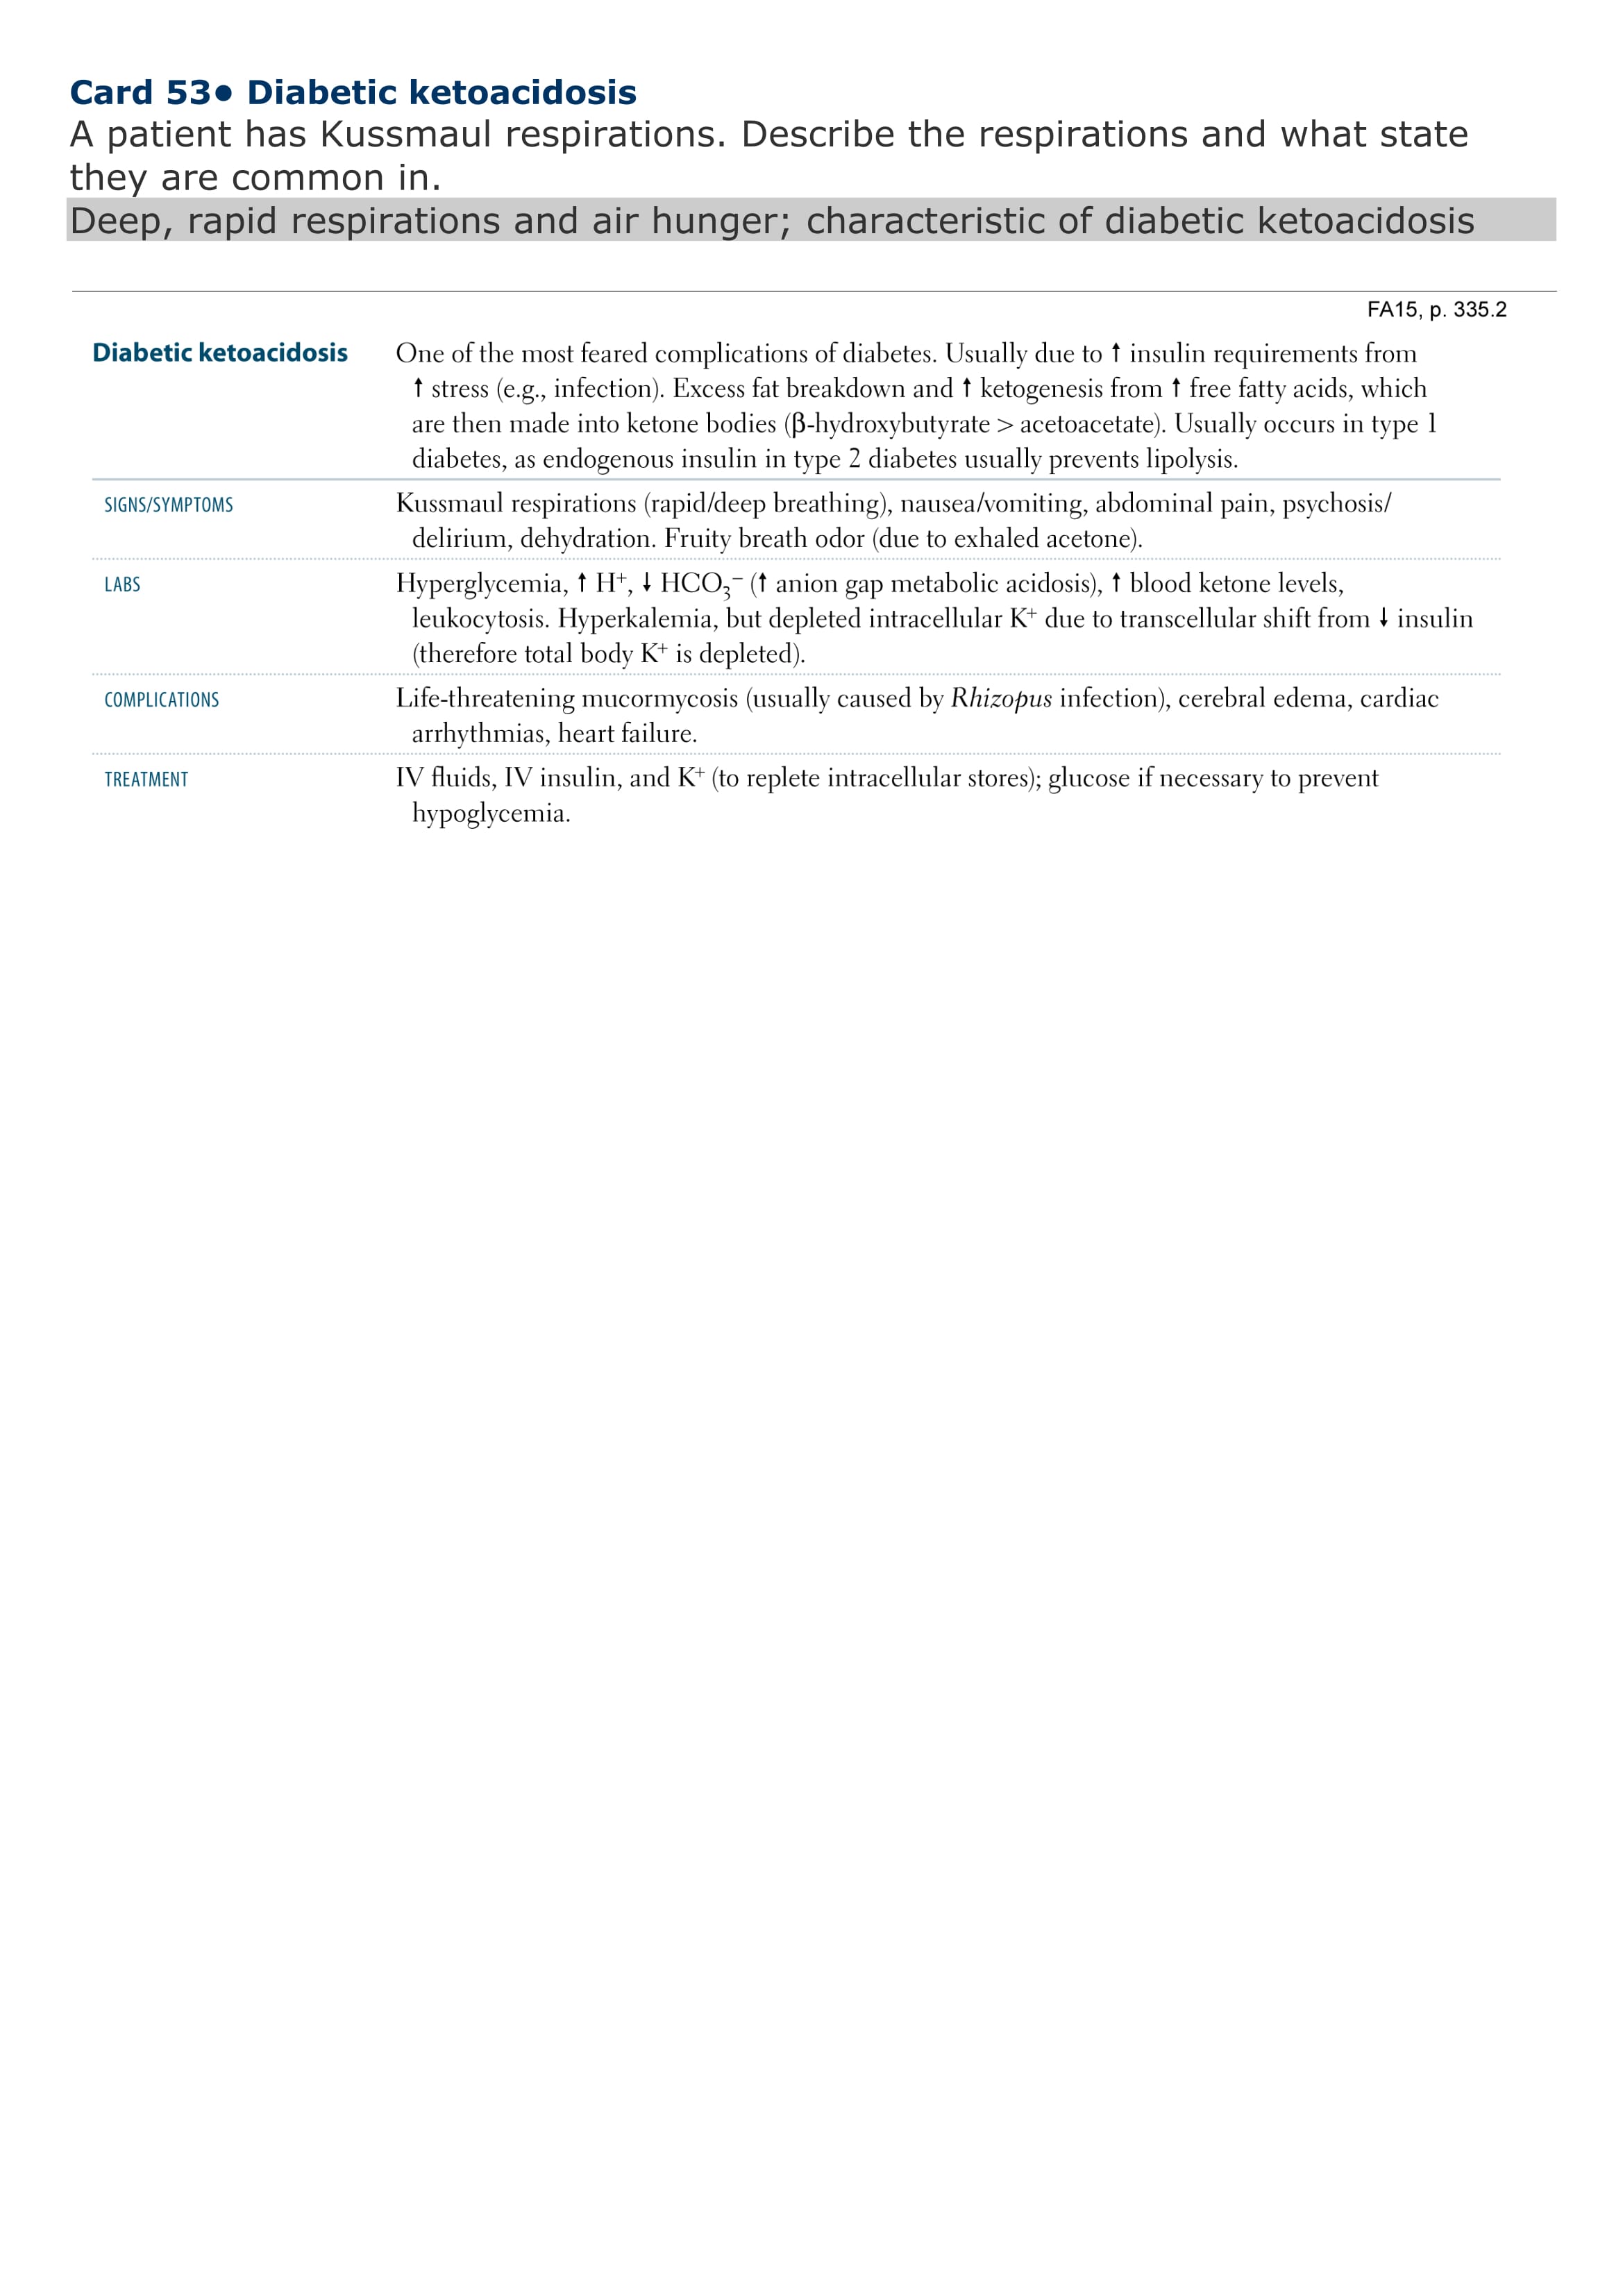 Card 53● Diabetic ketoacidosis
A patient has Kussmaul respirations. Describe the respirations and what state
they are common in.
Deep, rapid respirations and air hunger; characteristic of diabetic ketoacidosis
FA15, p. 335.2
Diabetic ketoacidosis One of the most feared complications of diabetes. Usually due to ↑ insulin requirements from
↑ stress (e.g., infection). Excess fat breakdown and ↑ ketogenesis from ↑ free fatty acids, which
are then made into ketone bodies (β-hydroxybutyrate > acetoacetate). Usually occurs in type 1
diabetes, as endogenous insulin in type 2 diabetes usually prevents lipolysis.
SIGNS/SYMPTOMS Kussmaul respirations (rapid/deep breathing), nausea/vomiting, abdominal pain, psychosis/
delirium, dehydration. Fruity breath odor (due to exhaled acetone).
LABS Hyperglycemia, ↑ H⁺, ↓ HCO₃⁻ (↑ anion gap metabolic acidosis), ↑ blood ketone levels,
leukocytosis. Hyperkalemia, but depleted intracellular K⁺ due to transcellular shift from ↓ insulin
(therefore total body K⁺ is depleted).
COMPLICATIONS Life-threatening mucormycosis (usually caused by Rhizopus infection), cerebral edema, cardiac
arrhythmias, heart failure.
TREATMENT IV fluids, IV insulin, and K⁺ (to replete intracellular stores); glucose if necessary to prevent
hypoglycemia.